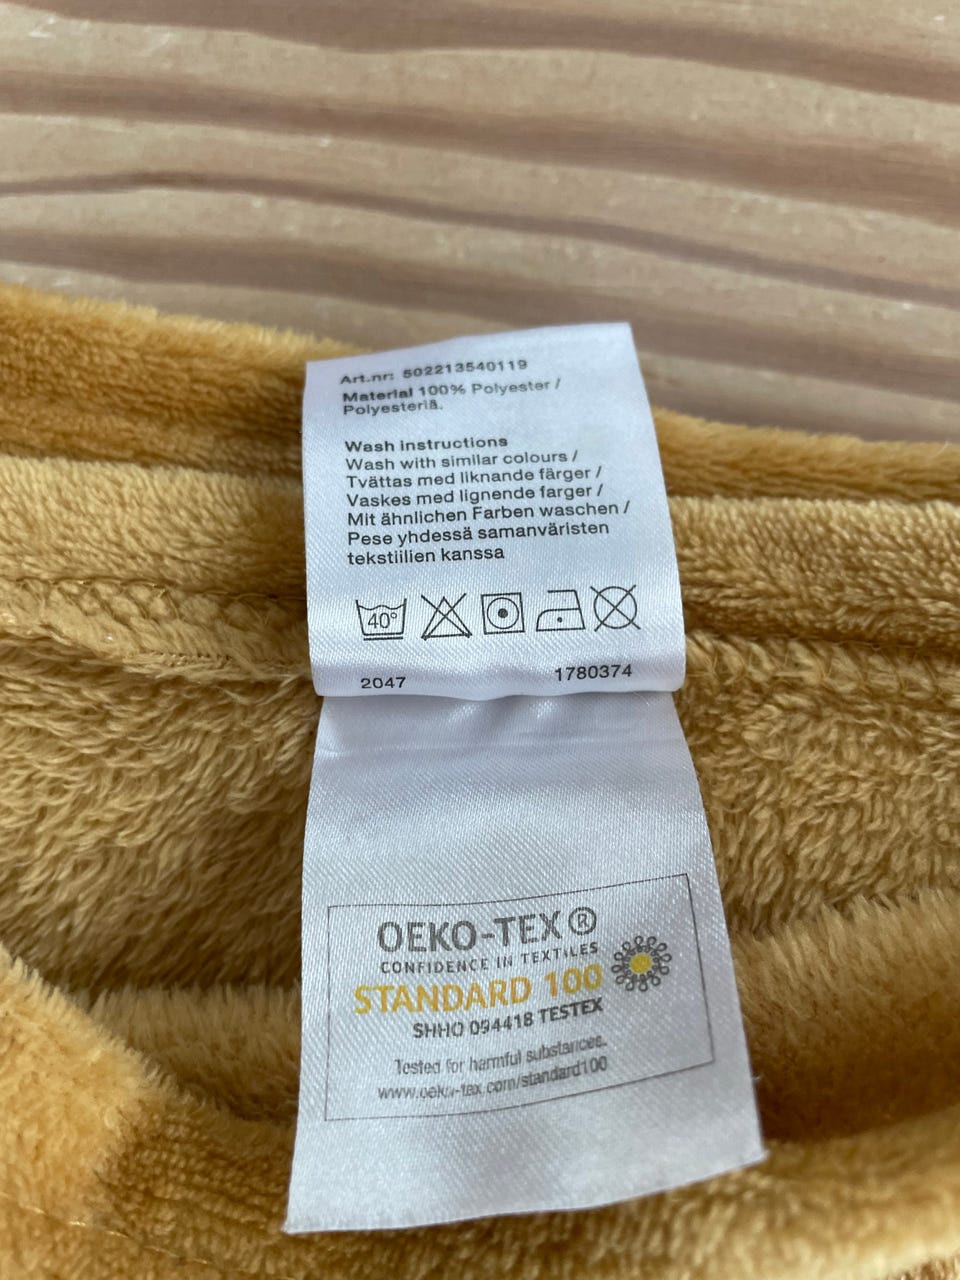 Art.nr: 502213540119
Material 100% Polyester /
Polyesteriä.
Wash instructions
Wash with similar colours /
Tvättas med liknande färger /
Vaskes med lignende farger /
Mit ähnlichen Farben waschen /
Pese yhdessä samanväristen
tekstiilien kanssa
40°
2047 1780374
OEKO-TEX®
CONFIDENCE IN TEXTILES
STANDARD 100
SHHO 094418 TESTEX
Tested for harmful substances.
www.oeko-tex.com/standard100